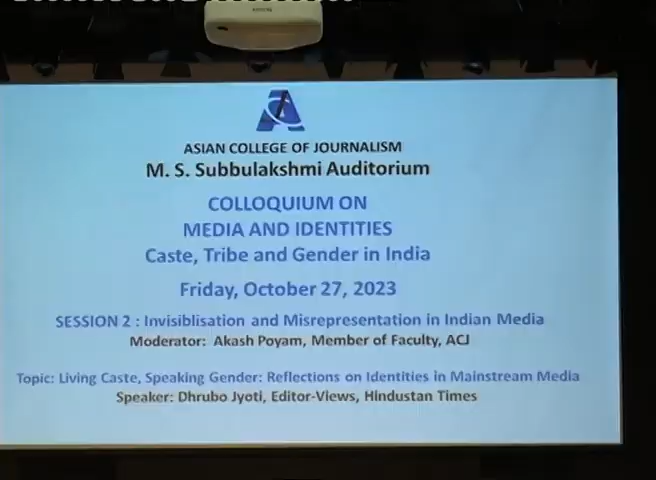 ASIAN COLLEGE OF JOURNALISM
M. S. Subbulakshmi Auditorium
COLLOQUIUM ON
MEDIA AND IDENTITIES
Caste, Tribe and Gender in India
Friday, October 27, 2023
SESSION 2 : Invisiblisation and Misrepresentation in Indian Media
Moderator: Akash Poyam, Member of Faculty, ACJ
Topic: Living Caste, Speaking Gender: Reflections on Identities in Mainstream Media
Speaker: Dhrubo Jyoti, Editor-Views, Hindustan Times